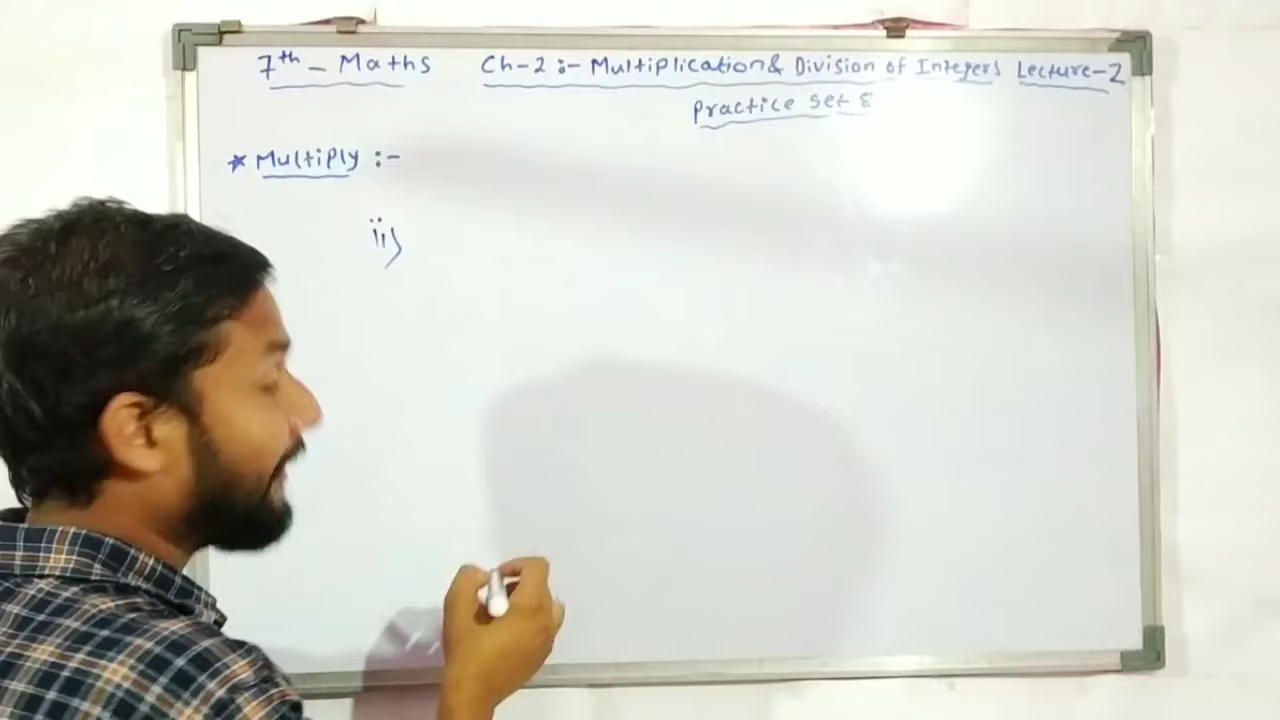 7th - Maths Ch-2 :- Multiplication & Division of Integers Lecture-2
Practice Set 8
* Multiply :-
ii)